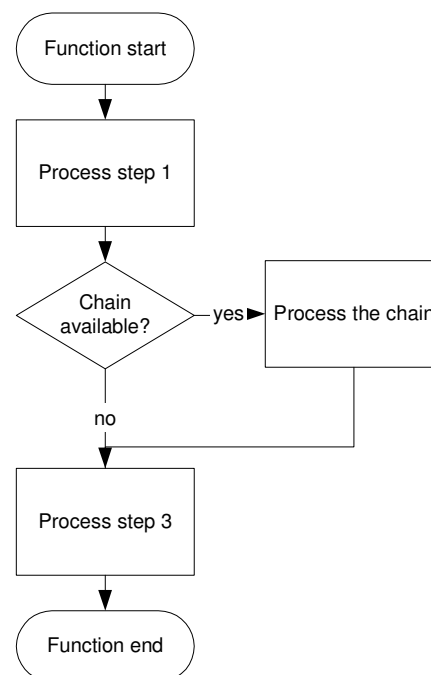 Function start
Process step 1
Chain
available?
yes
Process the chain
no
Process step 3
Function end